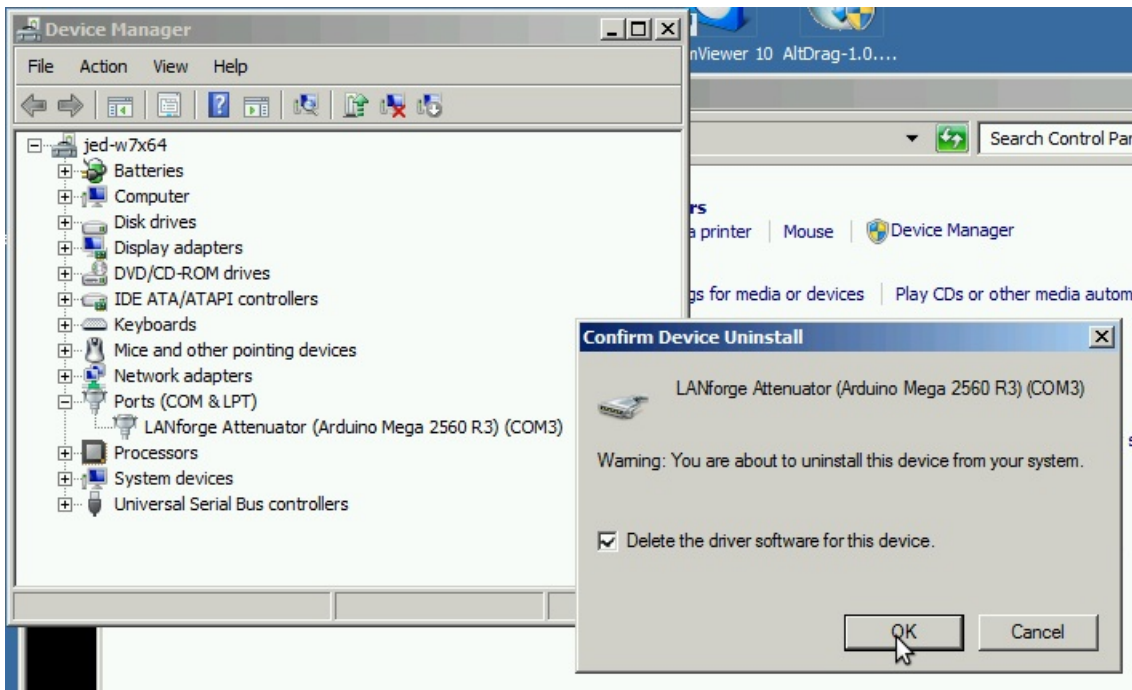 Device Manager
File Action View Help
jed-w7x64
Batteries
Computer
Disk drives
Display adapters
DVD/CD-ROM drives
IDE ATA/ATAPI controllers
Keyboards
Mice and other pointing devices
Network adapters
Ports (COM & LPT)
LANforge Attenuator (Arduino Mega 2560 R3) (COM3)
Processors
System devices
Universal Serial Bus controllers
10 AltDrag-1.0....
Search Control
printer Mouse Device Manager
for media or devices Play CDs or other media
Confirm Device Uninstall
LANforge Attenuator (Arduino Mega 2560 R3) (COM3)
Warning: You are about to uninstall this device from your system.
Delete the driver software for this device.
OK Cancel